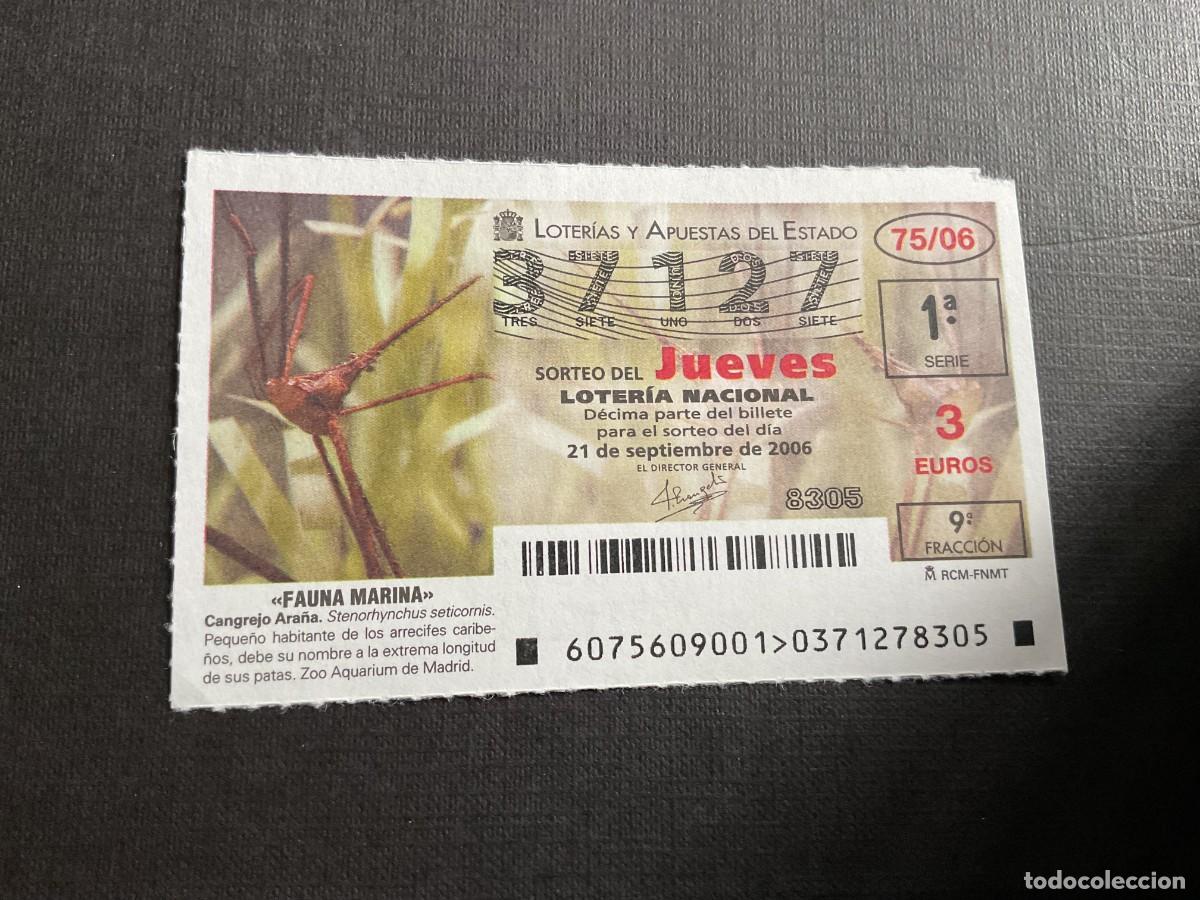 LOTERÍAS Y APUESTAS DEL ESTADO
75/06
37127
TRES SIETE UNO DOS SIETE
1ª
SERIE
SORTEO DEL Jueves
LOTERÍA NACIONAL
Décima parte del billete
para el sorteo del día
21 de septiembre de 2006
EL DIRECTOR GENERAL
8305
3
EUROS
9ª
FRACCIÓN
RCM-FNMT
«FAUNA MARINA»
Cangrejo Araña. Stenorhynchus seticornis.
Pequeño habitante de los arrecifes caribe-
ños, debe su nombre a la extrema longitud
de sus patas. Zoo Aquarium de Madrid.
6075609001>0371278305
todocoleccion